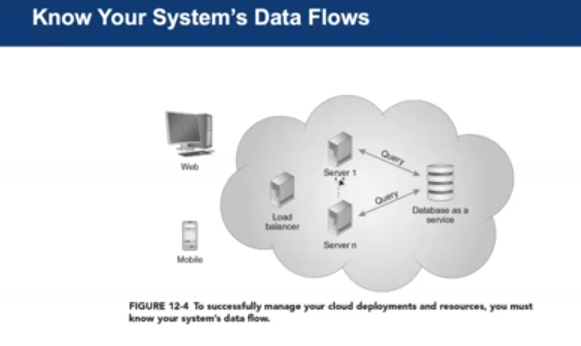 Know Your System's Data Flows
Web
Mobile
Load
balancer
Server 1
Server n
Query
Query
Database as a
service
FIGURE 12-4 To successfully manage your cloud deployments and resources, you must
know your system's data flow.